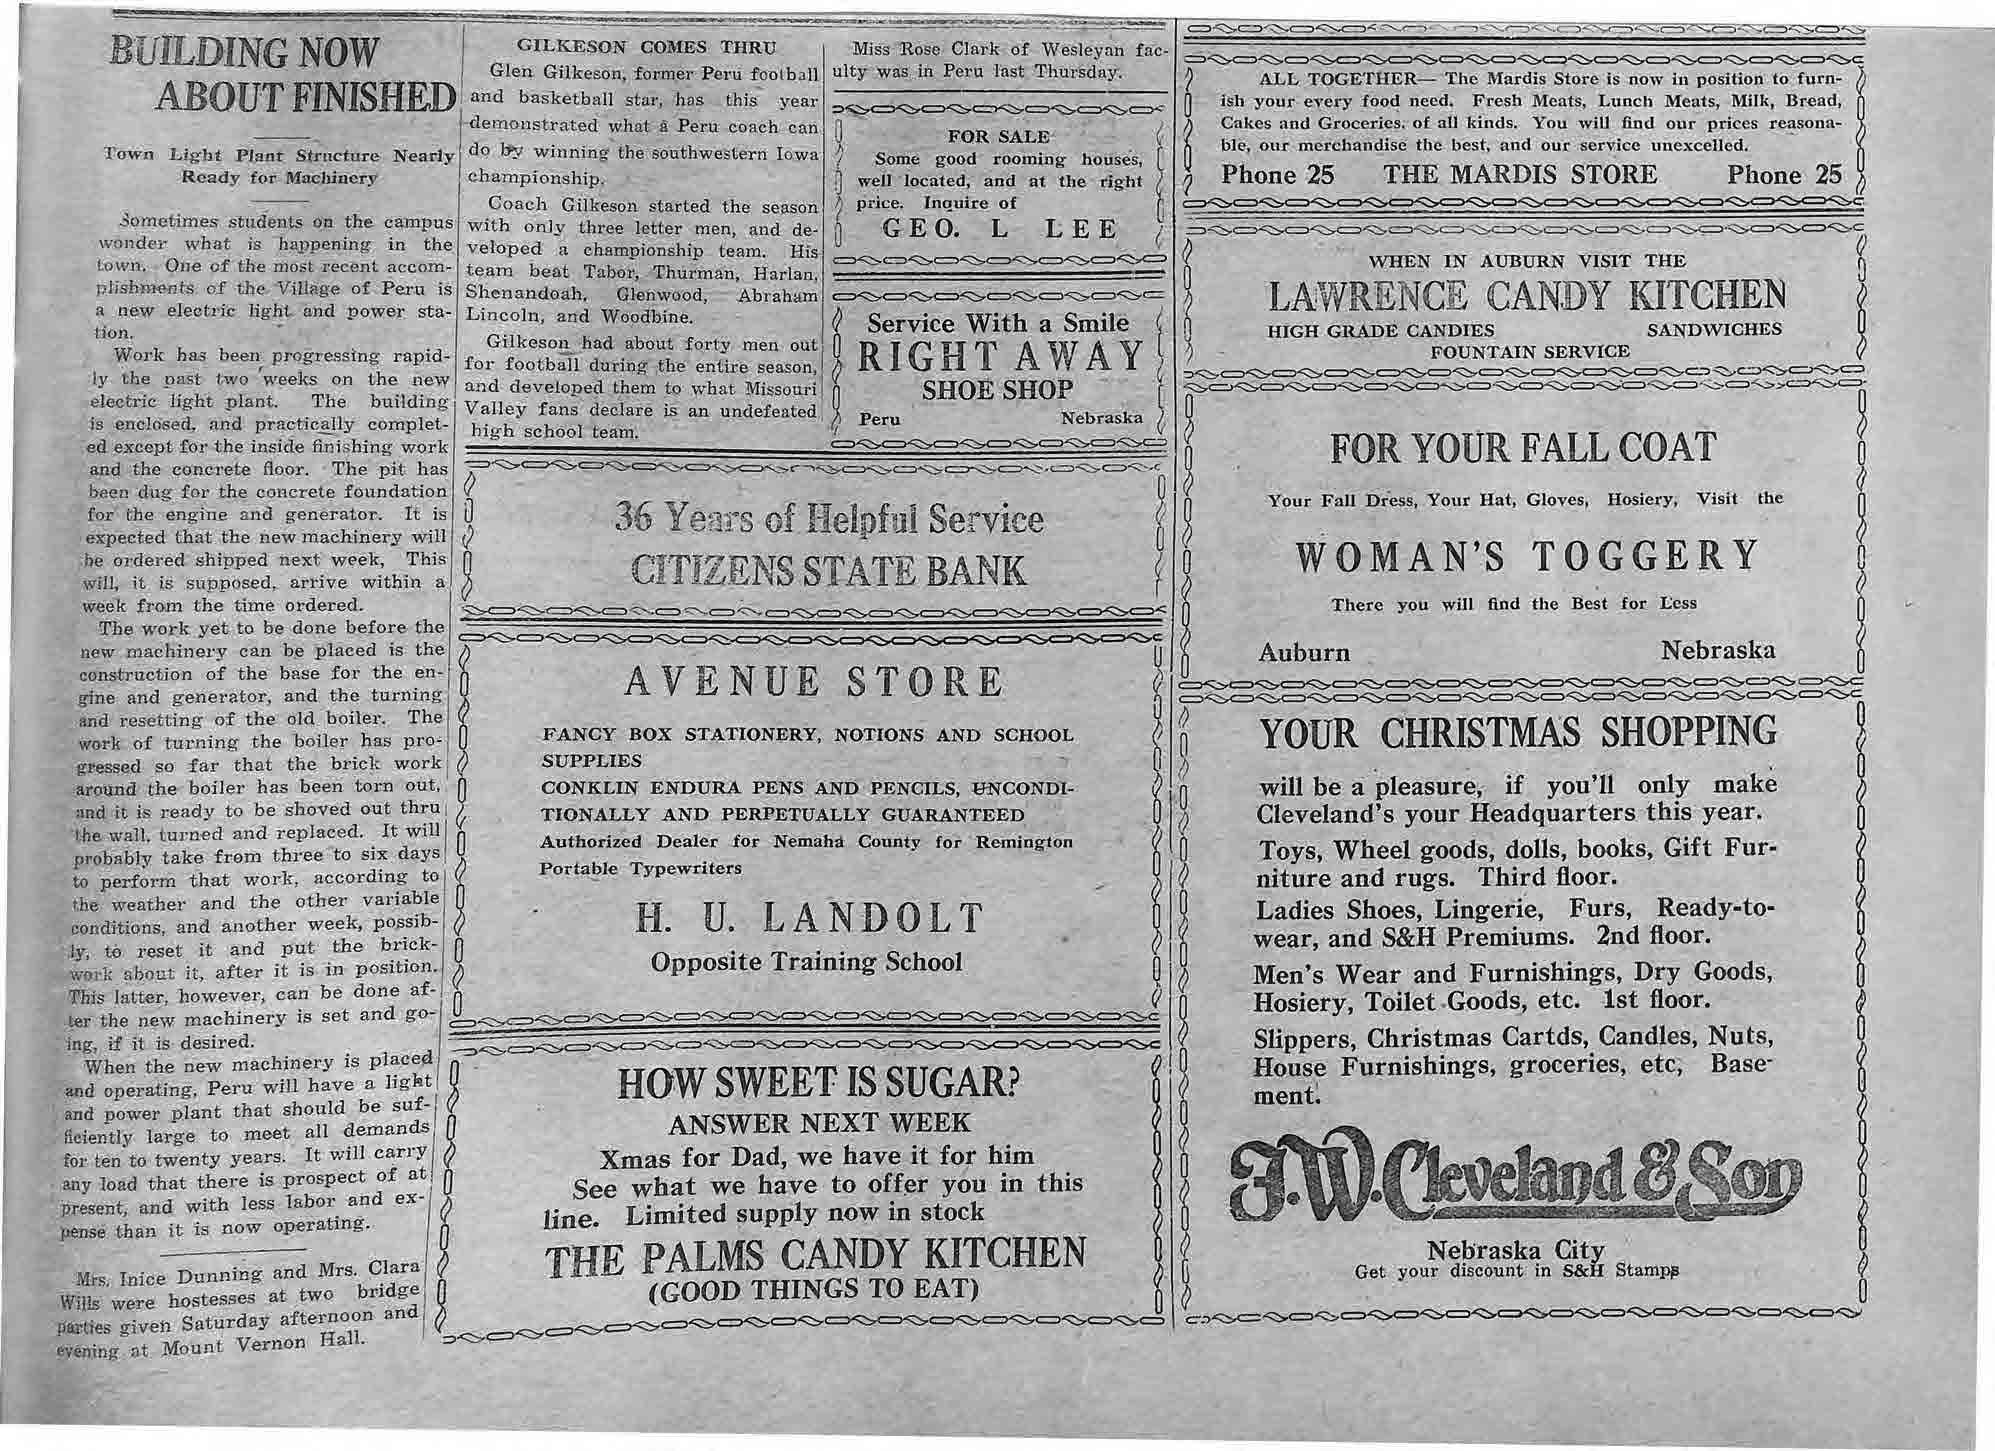 BUILDING NOW
ABOUT FINISHED
Town Light Plant Structure Nearly
Ready for Machinery
Sometimes students on the campus
wonder what is happening in the
town. One of the most recent accom-
plishments of the Village of Peru is
a new electric light and power sta-
tion.
Work has been progressing rapid-
ly the past two weeks on the new
electric light plant. The building
is enclosed, and practically complet-
ed except for the inside finishing work
and the concrete floor. The pit has
been dug for the concrete foundation
for the engine and generator. It is
expected that the new machinery will
be ordered shipped next week, This
will, it is supposed, arrive within a
week from the time ordered.
The work yet to be done before the
new machinery can be placed is the
construction of the base for the en-
gine and generator, and the turning
and resetting of the old boiler. The
work of turning the boiler has pro-
gressed so far that the brick work
around the boiler has been torn out,
and it is ready to be shoved out thru
the wall, turned and replaced. It will
probably take from three to six days
to perform that work, according to
the weather and the other variable
conditions, and another week, possib-
ly, to reset it and put the brick-
work about it, after it is in position.
This latter, however, can be done af-
ter the new machinery is set and go-
ing, if it is desired.
When the new machinery is placed
and operating, Peru will have a light
and power plant that should be suf-
ficiently large to meet all demands
for ten to twenty years. It will carry
any load that there is prospect of at
present, and with less labor and ex-
pense than it is now operating.
Mrs. Inice Dunning and Mrs. Clara
Wills were hostesses at two bridge
parties given Saturday afternoon and
evening at Mount Vernon Hall.
GILKESON COMES THRU
Glen Gilkeson, former Peru football
and basketball star, has this year
demonstrated what a Peru coach can
do by winning the southwestern Iowa
championship.
Coach Gilkeson started the season
with only three letter men, and de-
veloped a championship team. His
team beat Tabor, Thurman, Harlan,
Shenandoah, Glenwood, Abraham
Lincoln, and Woodbine.
Gilkeson had about forty men out
for football during the entire season,
and developed them to what Missouri
Valley fans declare is an undefeated
high school team.
Miss Rose Clark of Wesleyan fac-
ulty was in Peru last Thursday.
FOR SALE
Some good rooming houses,
well located, and at the right
price. Inquire of
GEO. L LEE
Service With a Smile
RIGHT AWAY
SHOE SHOP
Peru Nebraska
36 Years of Helpful Service
CITIZENS STATE BANK
AVENUE STORE
FANCY BOX STATIONERY, NOTIONS AND SCHOOL
SUPPLIES
CONKLIN ENDURA PENS AND PENCILS, UNCONDI-
TIONALLY AND PERPETUALLY GUARANTEED
Authorized Dealer for Nemaha County for Remington
Portable Typewriters
H. U. LANDOLT
Opposite Training School
HOW SWEET IS SUGAR?
ANSWER NEXT WEEK
Xmas for Dad, we have it for him
See what we have to offer you in this
line. Limited supply now in stock
THE PALMS CANDY KITCHEN
(GOOD THINGS TO EAT)
ALL TOGETHER— The Mardis Store is now in position to furn-
ish your every food need. Fresh Meats, Lunch Meats, Milk, Bread,
Cakes and Groceries. of all kinds. You will find our prices reasona-
ble, our merchandise the best, and our service unexcelled.
Phone 25 THE MARDIS STORE Phone 25
WHEN IN AUBURN VISIT THE
LAWRENCE CANDY KITCHEN
HIGH GRADE CANDIES SANDWICHES
FOUNTAIN SERVICE
FOR YOUR FALL COAT
Your Fall Dress, Your Hat, Gloves, Hosiery, Visit the
WOMAN'S TOGGERY
There you will find the Best for Less
Auburn Nebraska
YOUR CHRISTMAS SHOPPING
will be a pleasure, if you'll only make
Cleveland's your Headquarters this year.
Toys, Wheel goods, dolls, books, Gift Fur-
niture and rugs. Third floor.
Ladies Shoes, Lingerie, Furs, Ready-to-
wear, and S&H Premiums. 2nd floor.
Men's Wear and Furnishings, Dry Goods,
Hosiery, Toilet Goods, etc. 1st floor.
Slippers, Christmas Cartds, Candles, Nuts,
House Furnishings, groceries, etc, Base-
ment.
J.W. Cleveland & Son
Nebraska City
Get your discount in S&H Stamps